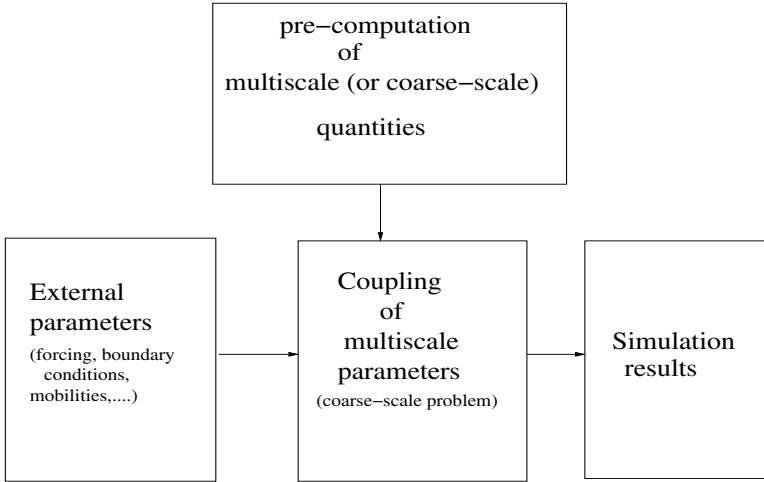 pre−computation
of
multiscale (or coarse−scale)
quantities
External
parameters
(forcing, boundary
conditions,
mobilities,....)
Coupling
of
multiscale
parameters
(coarse−scale problem)
Simulation
results